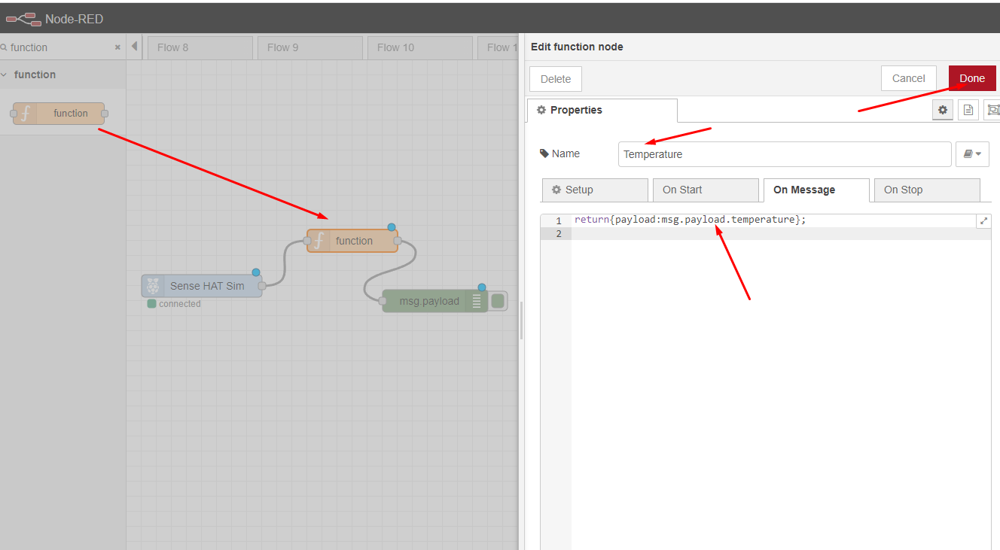 Node-RED
function
Flow 8
Flow 9
Flow 10
Flow 1
function
function
function
Sense HAT Sim
connected
msg.payload
Edit function node
Delete
Cancel
Done
Properties
Name
Temperature
Setup
On Start
On Message
On Stop
1
return{payload:msg.payload.temperature};
2